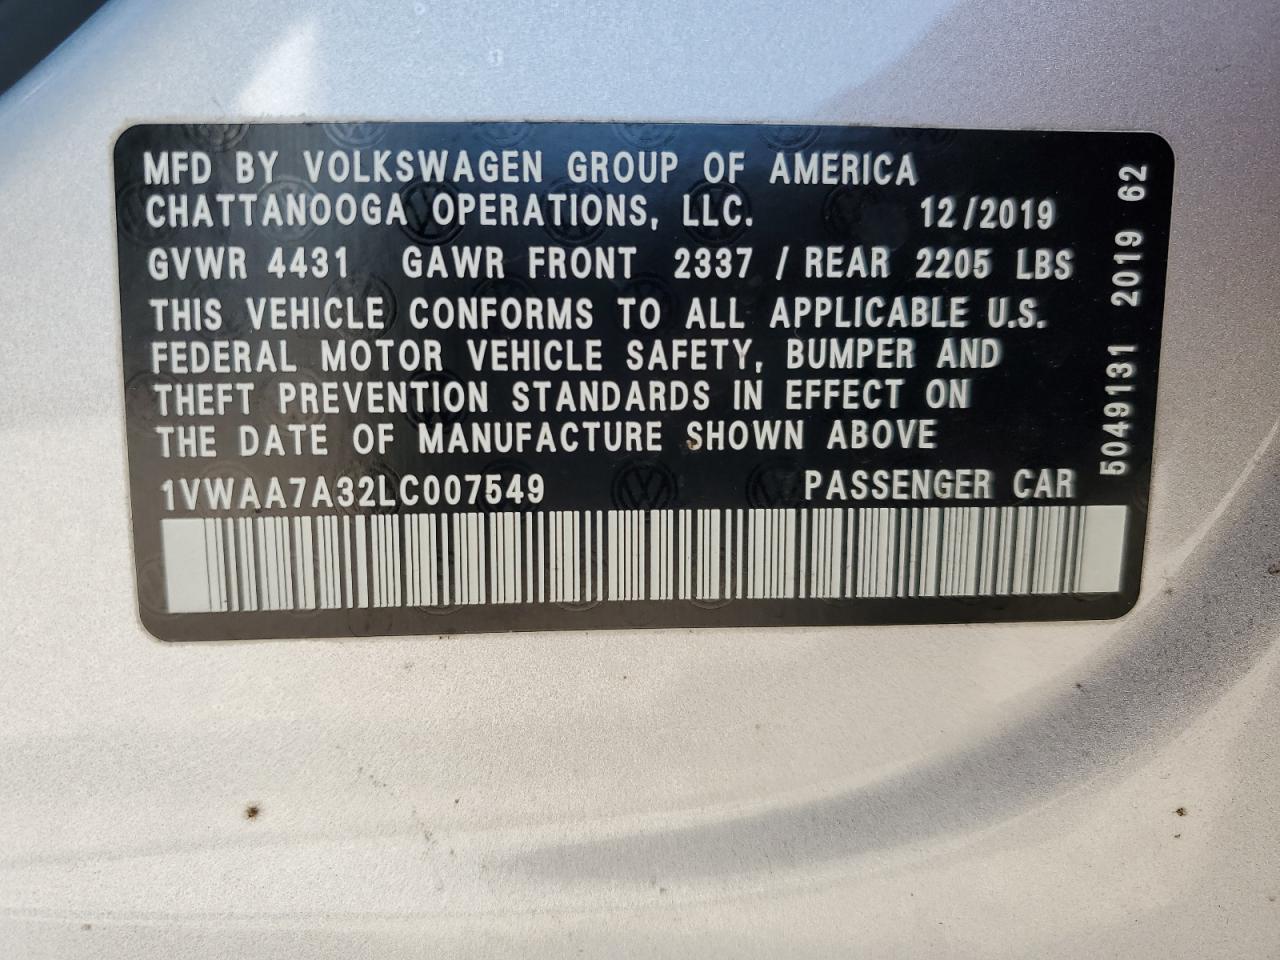 MFD BY VOLKSWAGEN GROUP OF AMERICA
CHATTANOOGA OPERATIONS, LLC. 12/2019
GVWR 4431 GAWR FRONT 2337 / REAR 2205 LBS
THIS VEHICLE CONFORMS TO ALL APPLICABLE U.S.
FEDERAL MOTOR VEHICLE SAFETY, BUMPER AND
THEFT PREVENTION STANDARDS IN EFFECT ON
THE DATE OF MANUFACTURE SHOWN ABOVE
1VWAA7A32LC007549 PASSENGER CAR
5049131 2019 62